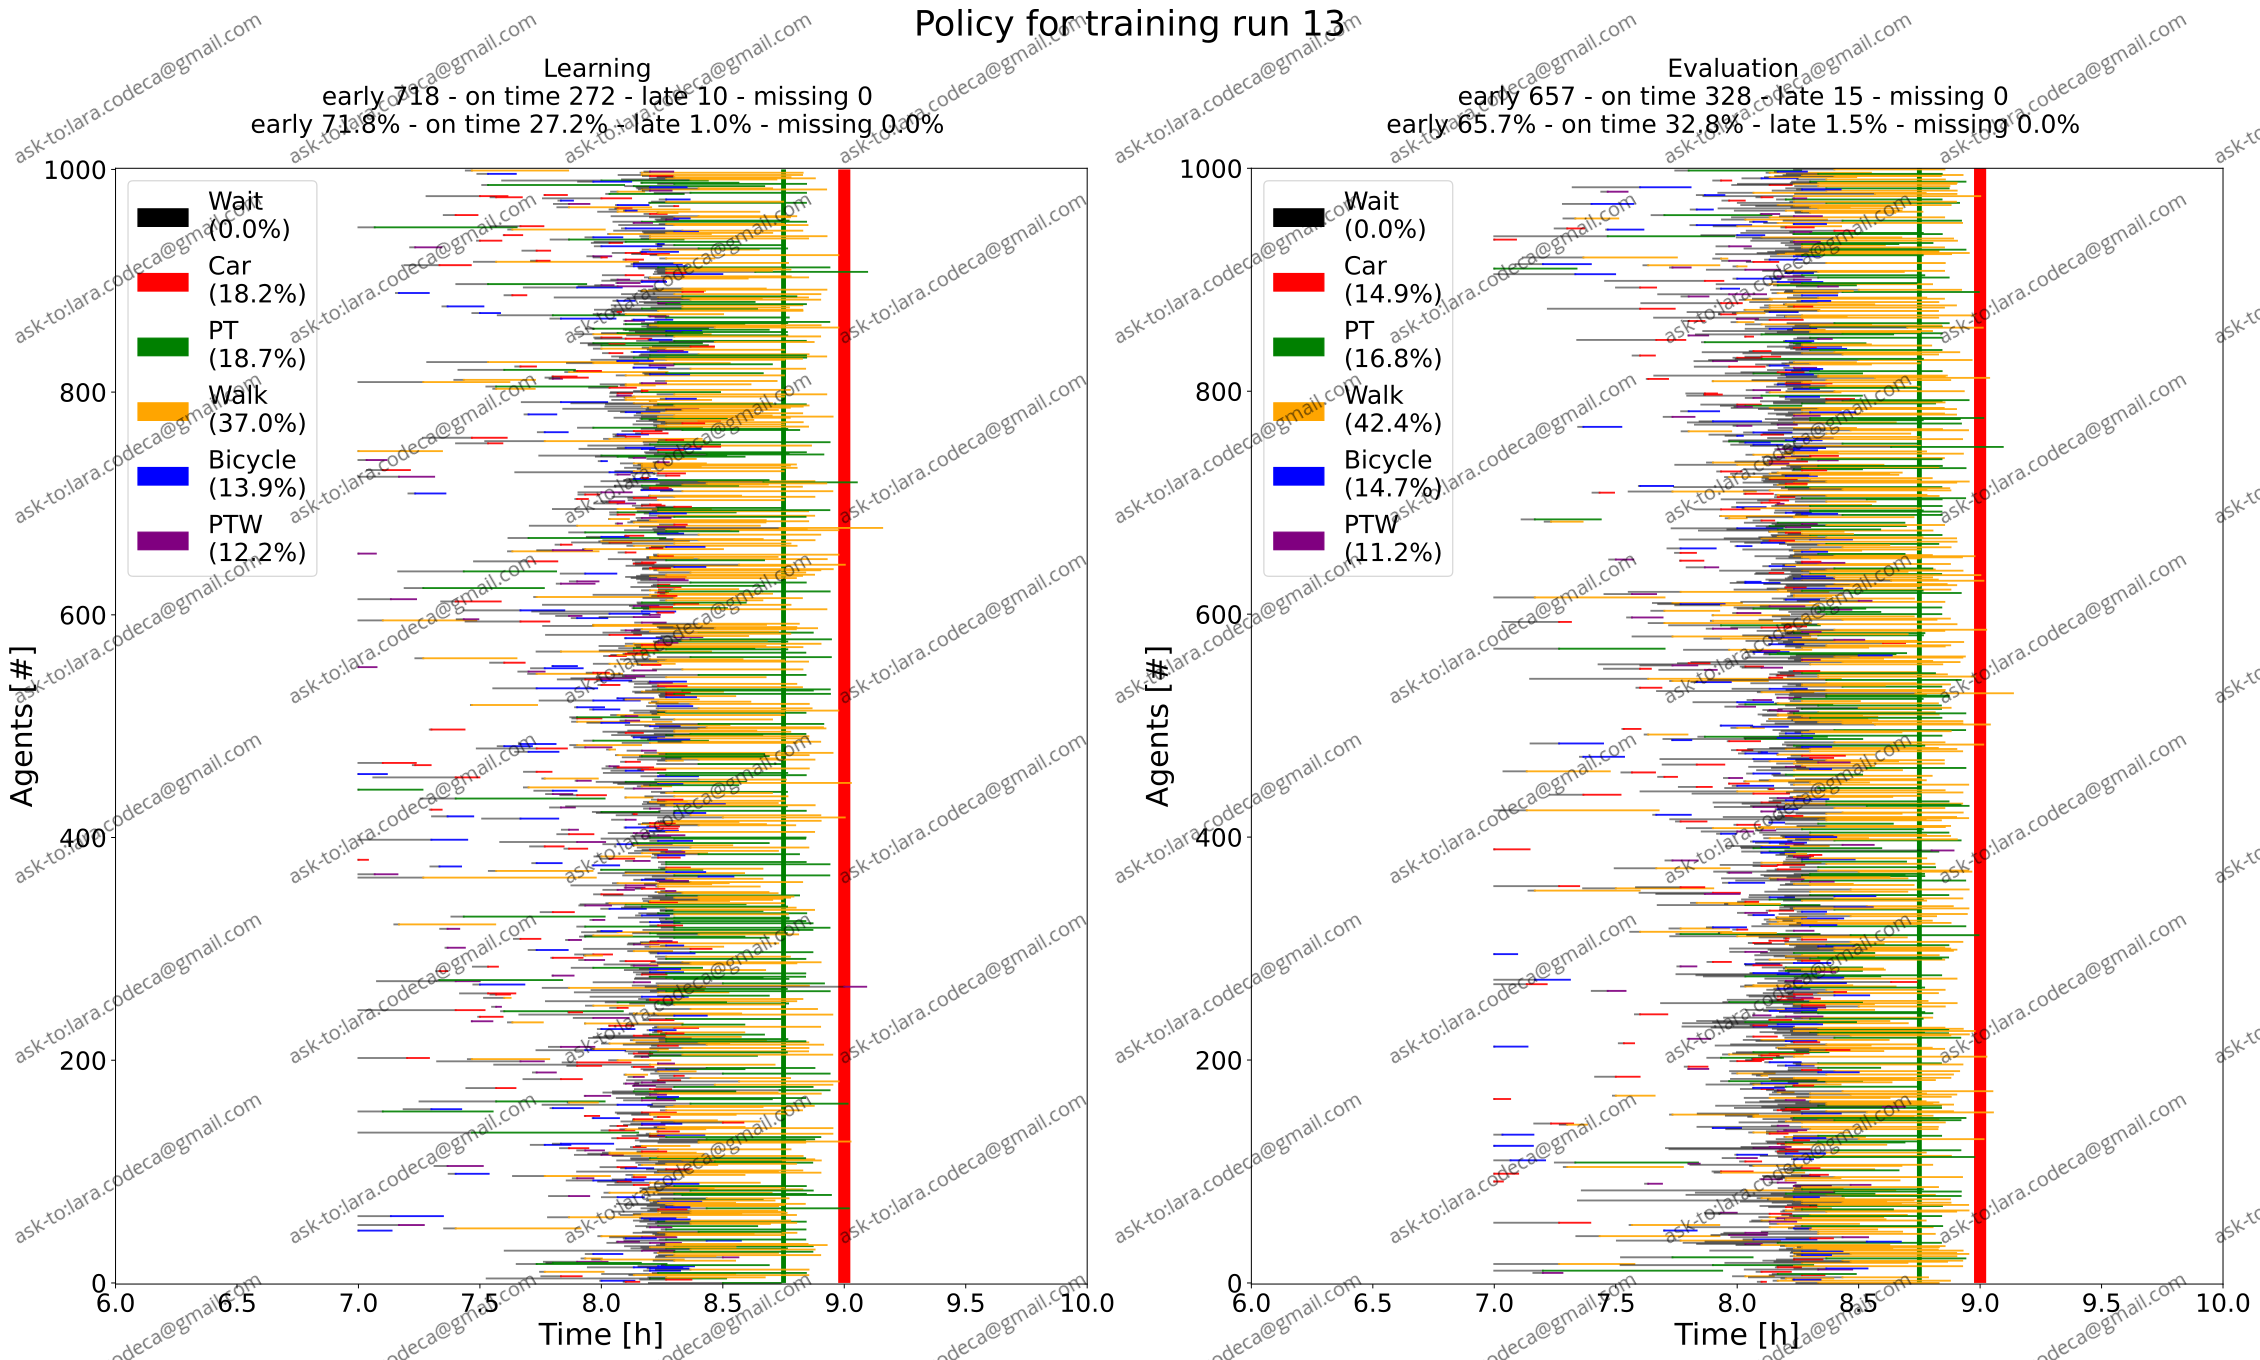 Policy for training run 13
Learning
early 718 - on time 272 - late 10 - missing 0
early 71.8% - on time 27.2% - late 1.0% - missing 0.0%
1000
800
600
400
200
0
Agents [#]
Wait
(0.0%)
Car
(18.2%)
PT
(18.7%)
Walk
(37.0%)
Bicycle
(13.9%)
PTW
(12.2%)
6.0 6.5 7.0 7.5 8.0 8.5 9.0 9.5 10.0
Time [h]
Evaluation
early 657 - on time 328 - late 15 - missing 0
early 65.7% - on time 32.8% - late 1.5% - missing 0.0%
1000
800
600
400
200
0
Agents [#]
Wait
(0.0%)
Car
(14.9%)
PT
(16.8%)
Walk
(42.4%)
Bicycle
(14.7%)
PTW
(11.2%)
6.0 6.5 7.0 7.5 8.0 8.5 9.0 9.5 10.0
Time [h]
ask-to:lara.codeca@gmail.com